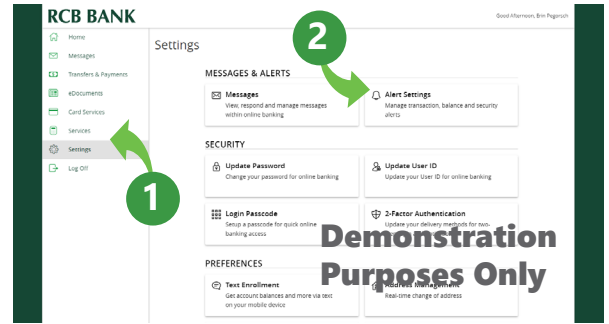 RCB BANK
Good Afternoon, Erin Pegorsch
Home
Messages
Transfers & Payments
eDocuments
Card Services
Services
Settings
Log Off
Settings
1
2
MESSAGES & ALERTS
Messages
View, respond and manage messages
within online banking
Alert Settings
Manage transaction, balance and security
alerts
SECURITY
Update Password
Change your password for online banking
Update User ID
Update your User ID for online banking
Login Passcode
Setup a passcode for quick online
banking access
2-Factor Authentication
Update your delivery methods for two-
PREFERENCES
Text Enrollment
Get account balances and more via text
on your mobile device
Address Management
Real-time change of address
Demonstration
Purposes Only